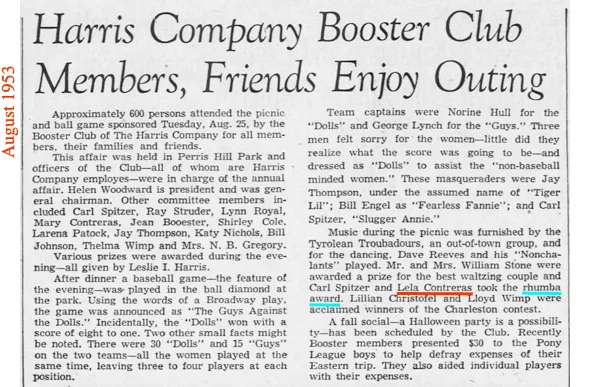 August 1953
Harris Company Booster Club
Members, Friends Enjoy Outing
Approximately 600 persons attended the picnic
and ball game sponsored Tuesday, Aug. 25, by the
Booster Club of The Harris Company for all mem-
bers, their families and friends.
This affair was held in Perris Hill Park and
officers of the Club—all of whom are Harris
Company employes—were in charge of the annual
affair. Helen Woodward is president and was gen-
eral chairman. Other committee members in-
cluded Carl Spitzer, Ray Struder, Lynn Royal,
Mary Contreras, Jean Booester, Shirley Cole,
Larena Patock, Jay Thompson, Katy Nichols, Bill
Johnson, Thelma Wimp and Mrs. N. B. Gregory.
Various prizes were awarded during the eve-
ning—all given by Leslie I. Harris.
After dinner a baseball game—the feature of
the evening—was played in the ball diamond at
the park. Using the words of a Broadway play,
the game was announced as "The Guys Against
the Dolls." Incidentally, the "Dolls" won with a
score of eight to one. Two other small facts might
be noted. There were 30 "Dolls" and 15 "Guys"
on the two teams—all the women played at the
same time, leaving three to four players at each
position.
Team captains were Norine Hull for the
"Dolls" and George Lynch for the "Guys." Three
men felt sorry for the women—little did they
realize what the score was going to be—and
dressed as "Dolls" to assist the "non-baseball
minded women." These masqueraders were Jay
Thompson, under the assumed name of "Tiger
Lil"; Bill Engel as "Fearless Fannie"; and Carl
Spitzer, "Slugger Annie."
Music during the picnic was furnished by the
Tyrolean Troubadours, an out-of-town group, and
for the dancing, Dave Reeves and his "Noncha-
lants" played. Mr. and Mrs. William Stone were
awarded a prize for the best waltzing couple and
Carl Spitzer and Lela Contreras took the rhumba
award. Lillian Christofel and Lloyd Wimp were
acclaimed winners of the Charleston contest.
A fall social—a Halloween party is a possibil-
ity—has been scheduled by the Club. Recently
Booster members presented $30 to the Pony
League boys to help defray expenses of their
Eastern trip. They also aided individual players
with their expenses.